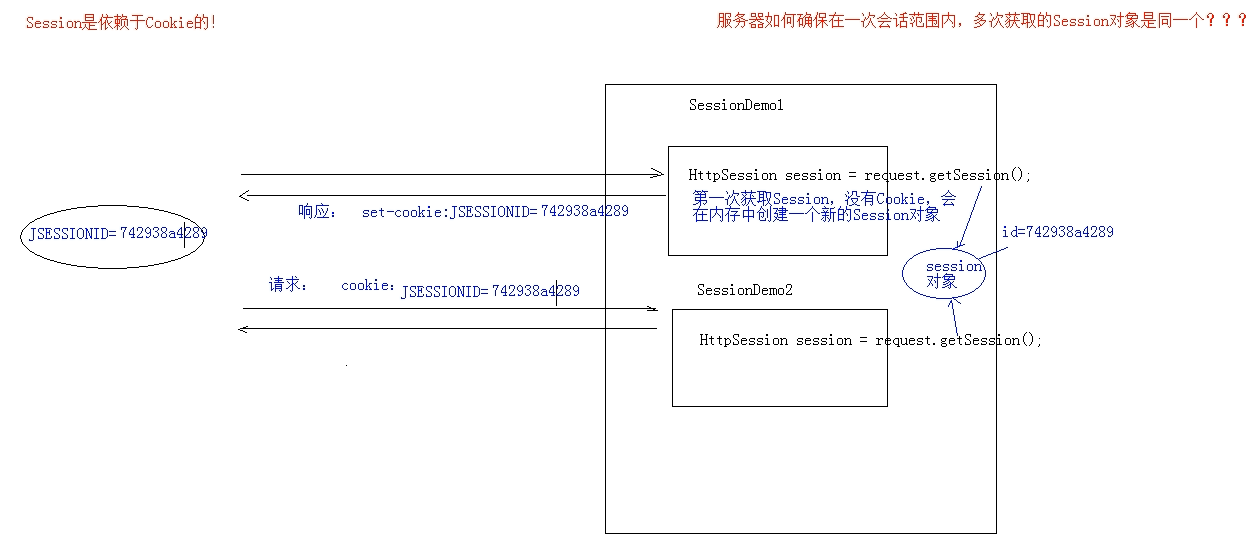 Session是依赖于Cookie的!
服务器如何确保在一次会话范围内，多次获取的Session对象是同一个？？？
SessionDemo1
HttpSession session = request.getSession();
第一次获取Session，没有Cookie，会
在内存中创建一个新的Session对象
响应： set-cookie:JSESSIONID=742938a4289
JSESSIONID=742938a4289
id=742938a4289
session
对象
请求： cookie：JSESSIONID=742938a4289
SessionDemo2
HttpSession session = request.getSession();